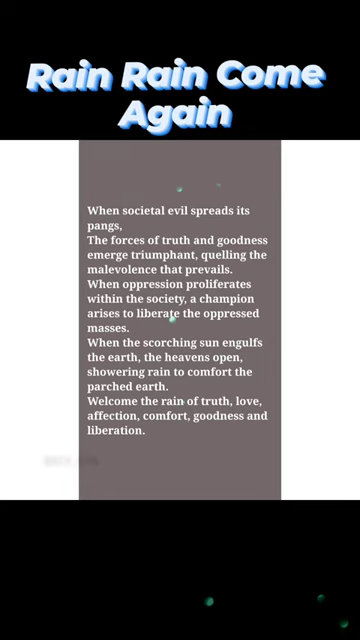 Rain Rain Come
Again
When societal evil spreads its
pangs,
The forces of truth and goodness
emerge triumphant, quelling the
malevolence that prevails.
When oppression proliferates
within the society, a champion
arises to liberate the oppressed
masses.
When the scorching sun engulfs
the earth, the heavens open,
showering rain to comfort the
parched earth.
Welcome the rain of truth, love,
affection, comfort, goodness and
liberation.